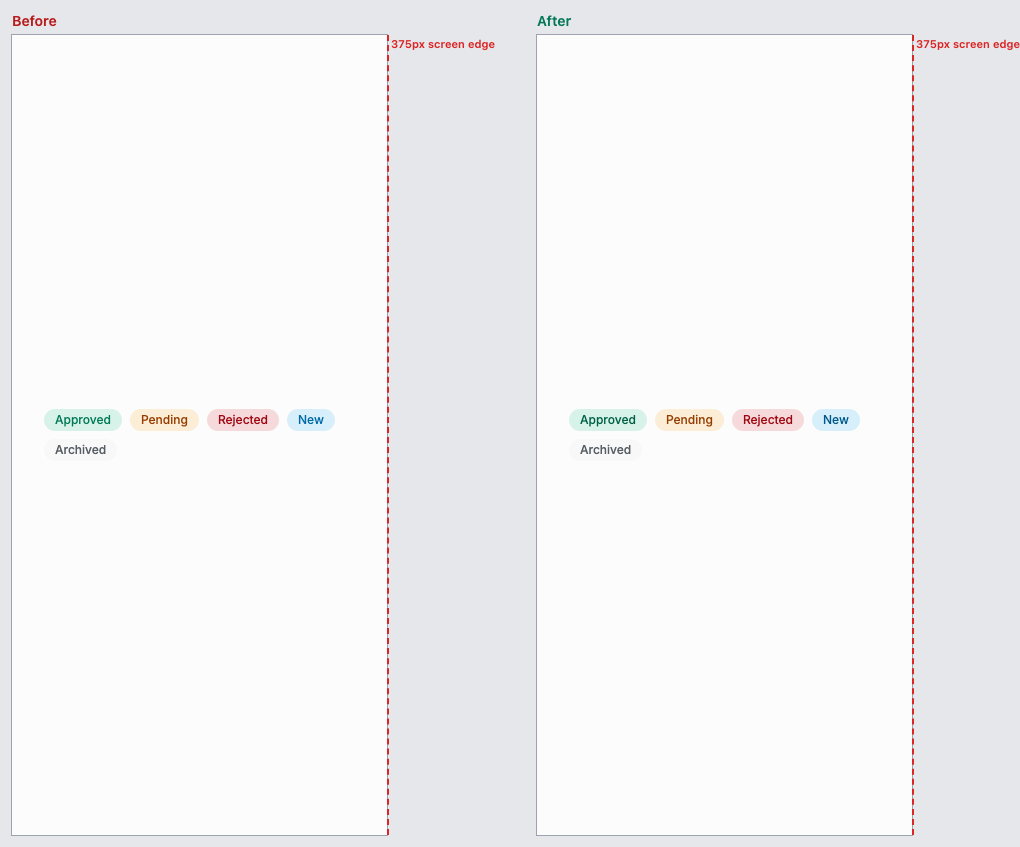 Before
375px screen edge
Approved Pending Rejected New
Archived
After
375px screen edge
Approved Pending Rejected New
Archived